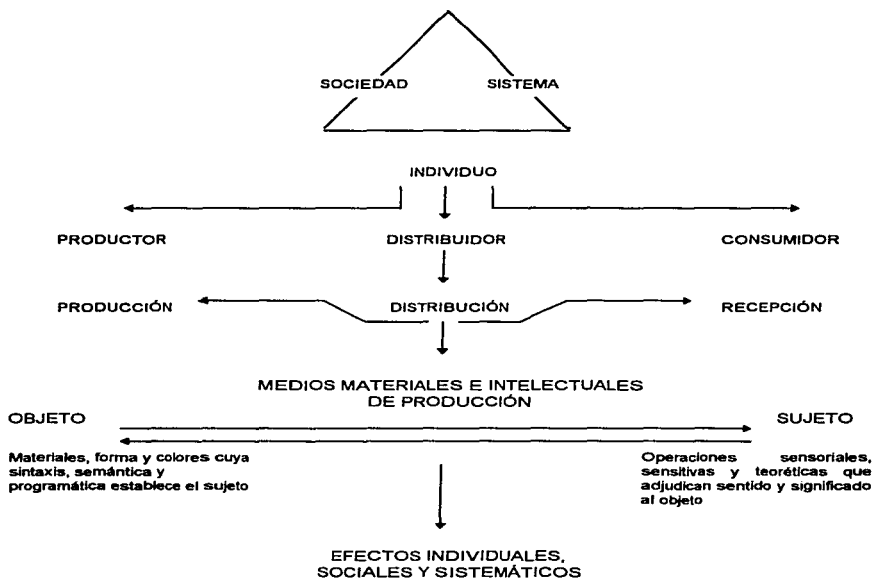 SOCIEDAD SISTEMA
INDIVIDUO
PRODUCTOR DISTRIBUIDOR CONSUMIDOR
PRODUCCIÓN DISTRIBUCIÓN RECEPCIÓN
MEDIOS MATERIALES E INTELECTUALES
DE PRODUCCIÓN
OBJETO SUJETO
Materiales, forma y colores cuya
sintaxis, semántica y
programática establece el sujeto
Operaciones sensoriales,
sensitivas y teoréticas que
adjudican sentido y significado
al objeto
EFECTOS INDIVIDUALES,
SOCIALES Y SISTEMÁTICOS